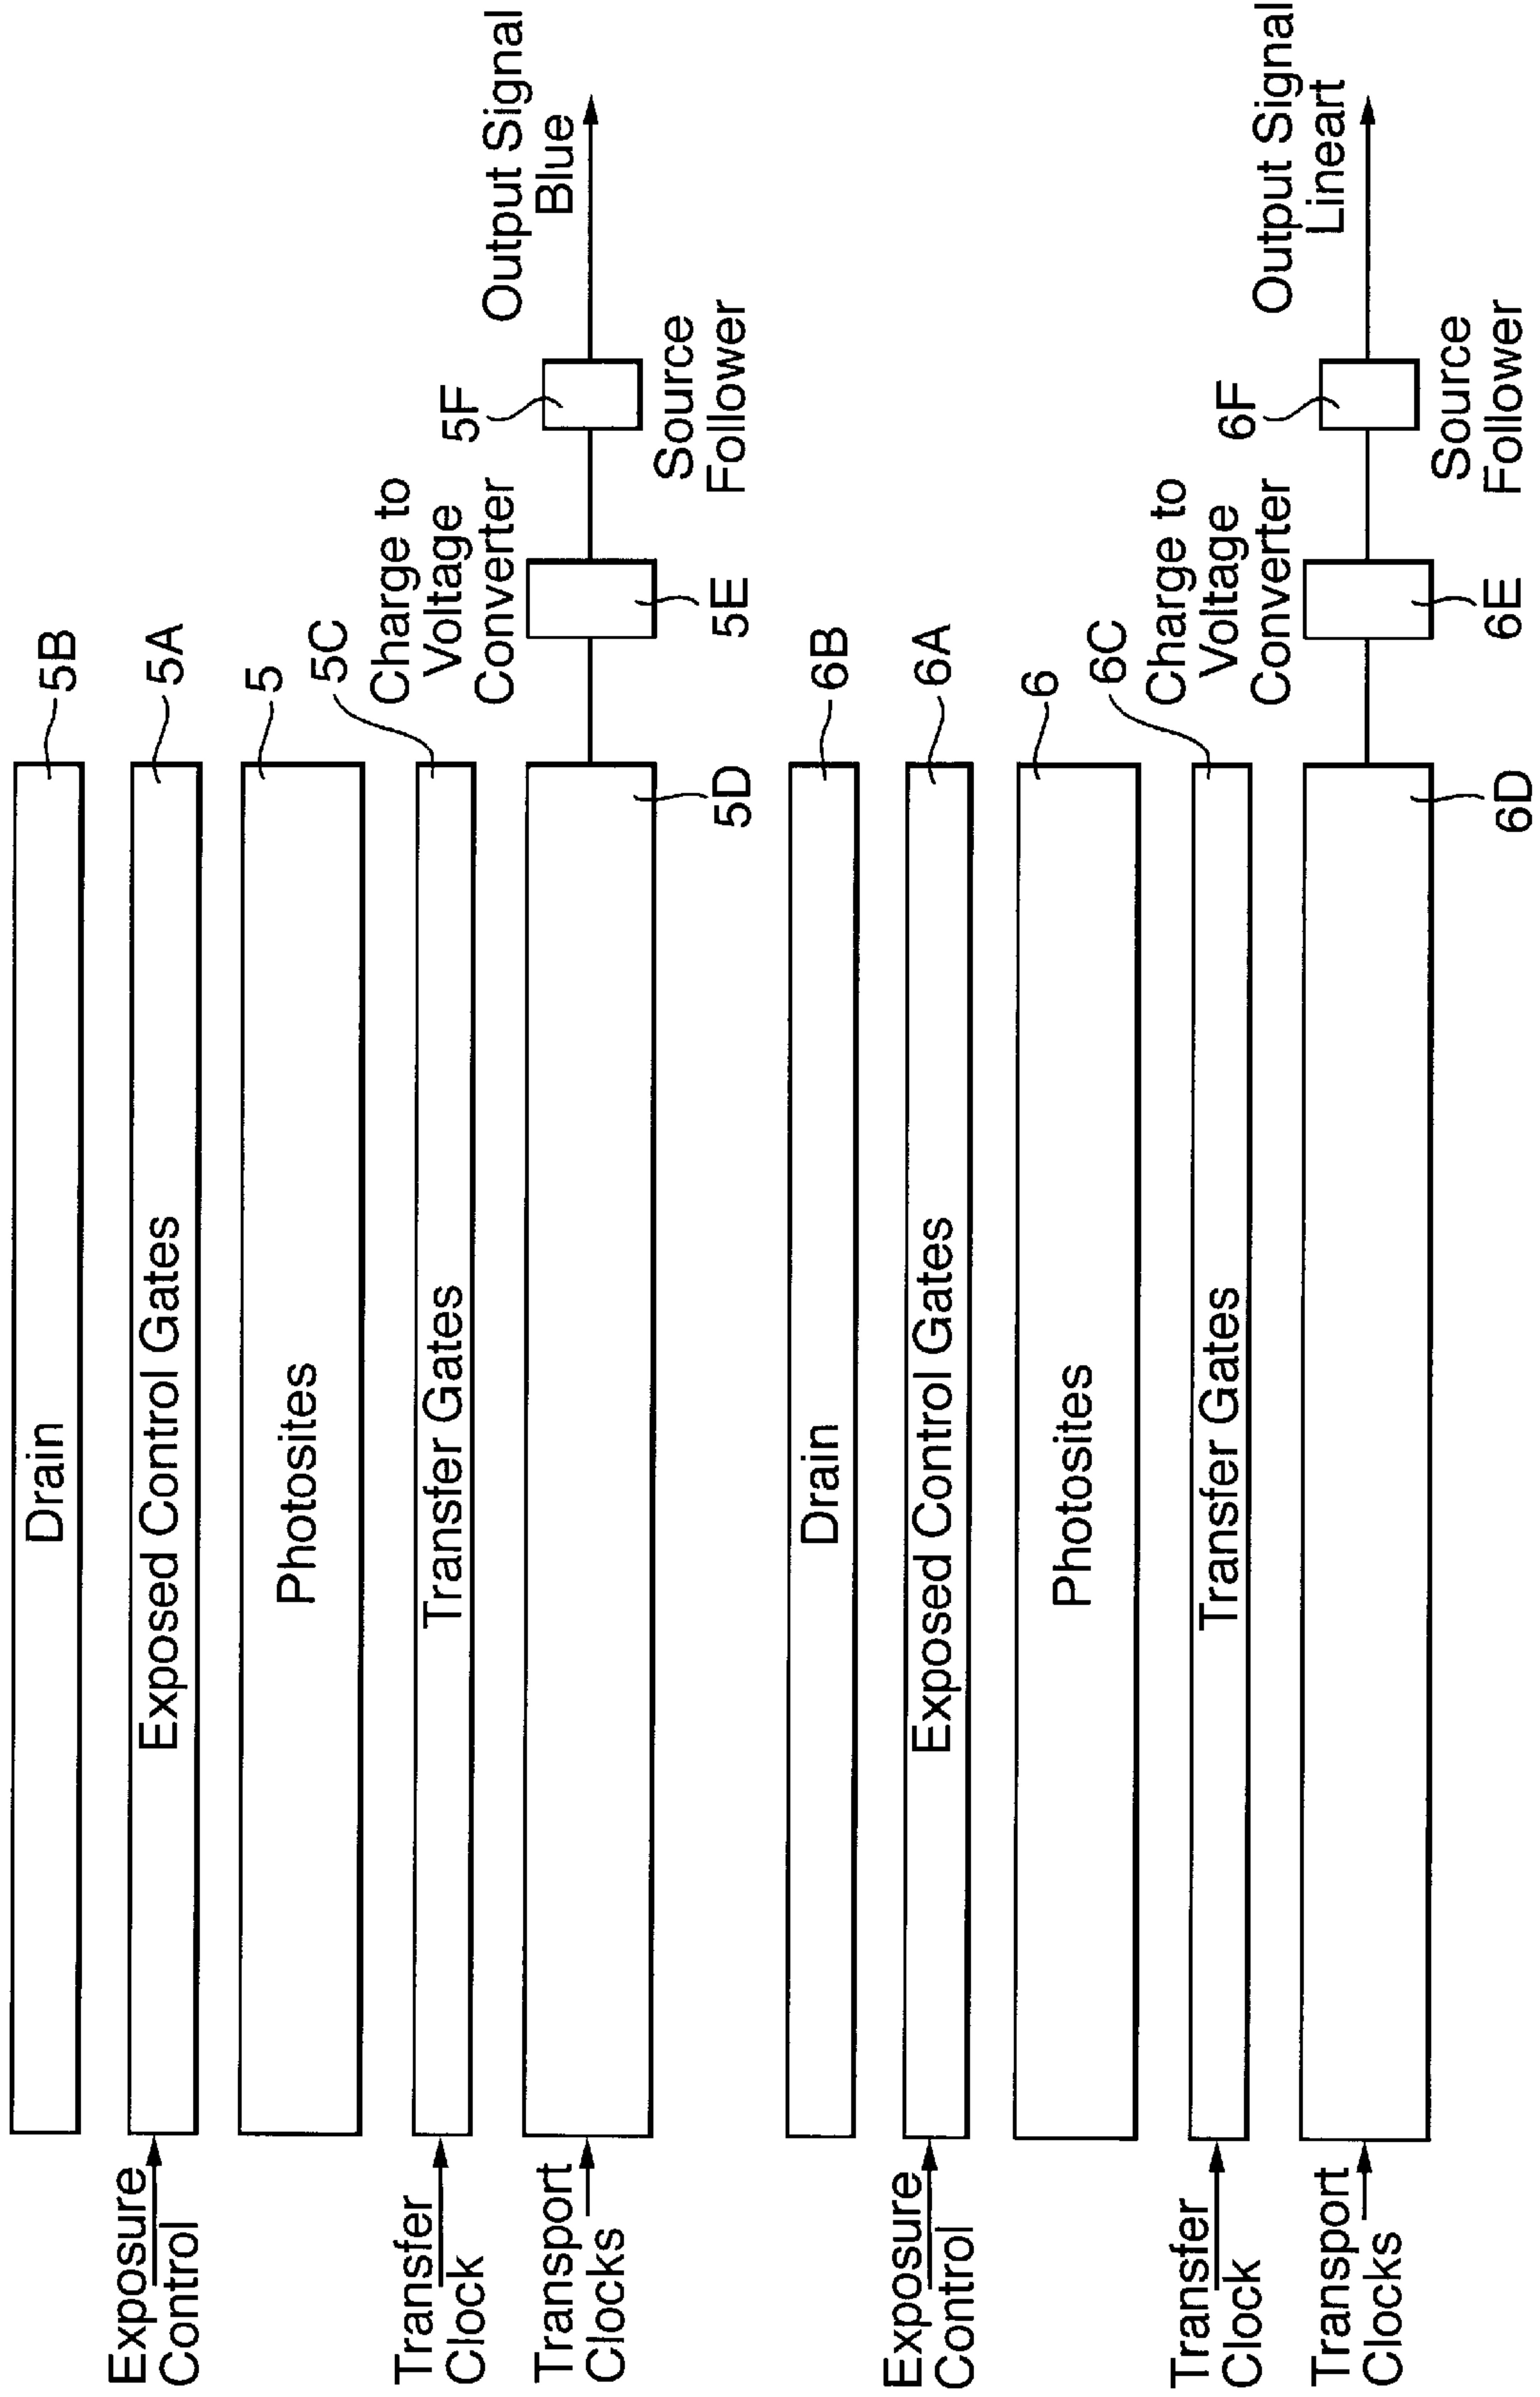 Drain
5B
Exposure
Control
Exposed Control Gates
5A
Photosites
5
Transfer
Clock
Transfer Gates
5C
Transport
Clocks
5D
Charge to
Voltage
Converter
5E
5F
Source
Follower
Output Signal
Blue
Drain
6B
Exposure
Control
Exposed Control Gates
6A
Photosites
6
Transfer
Clock
Transfer Gates
6C
Transport
Clocks
6D
Charge to
Voltage
Converter
6E
6F
Source
Follower
Output Signal
Lineart